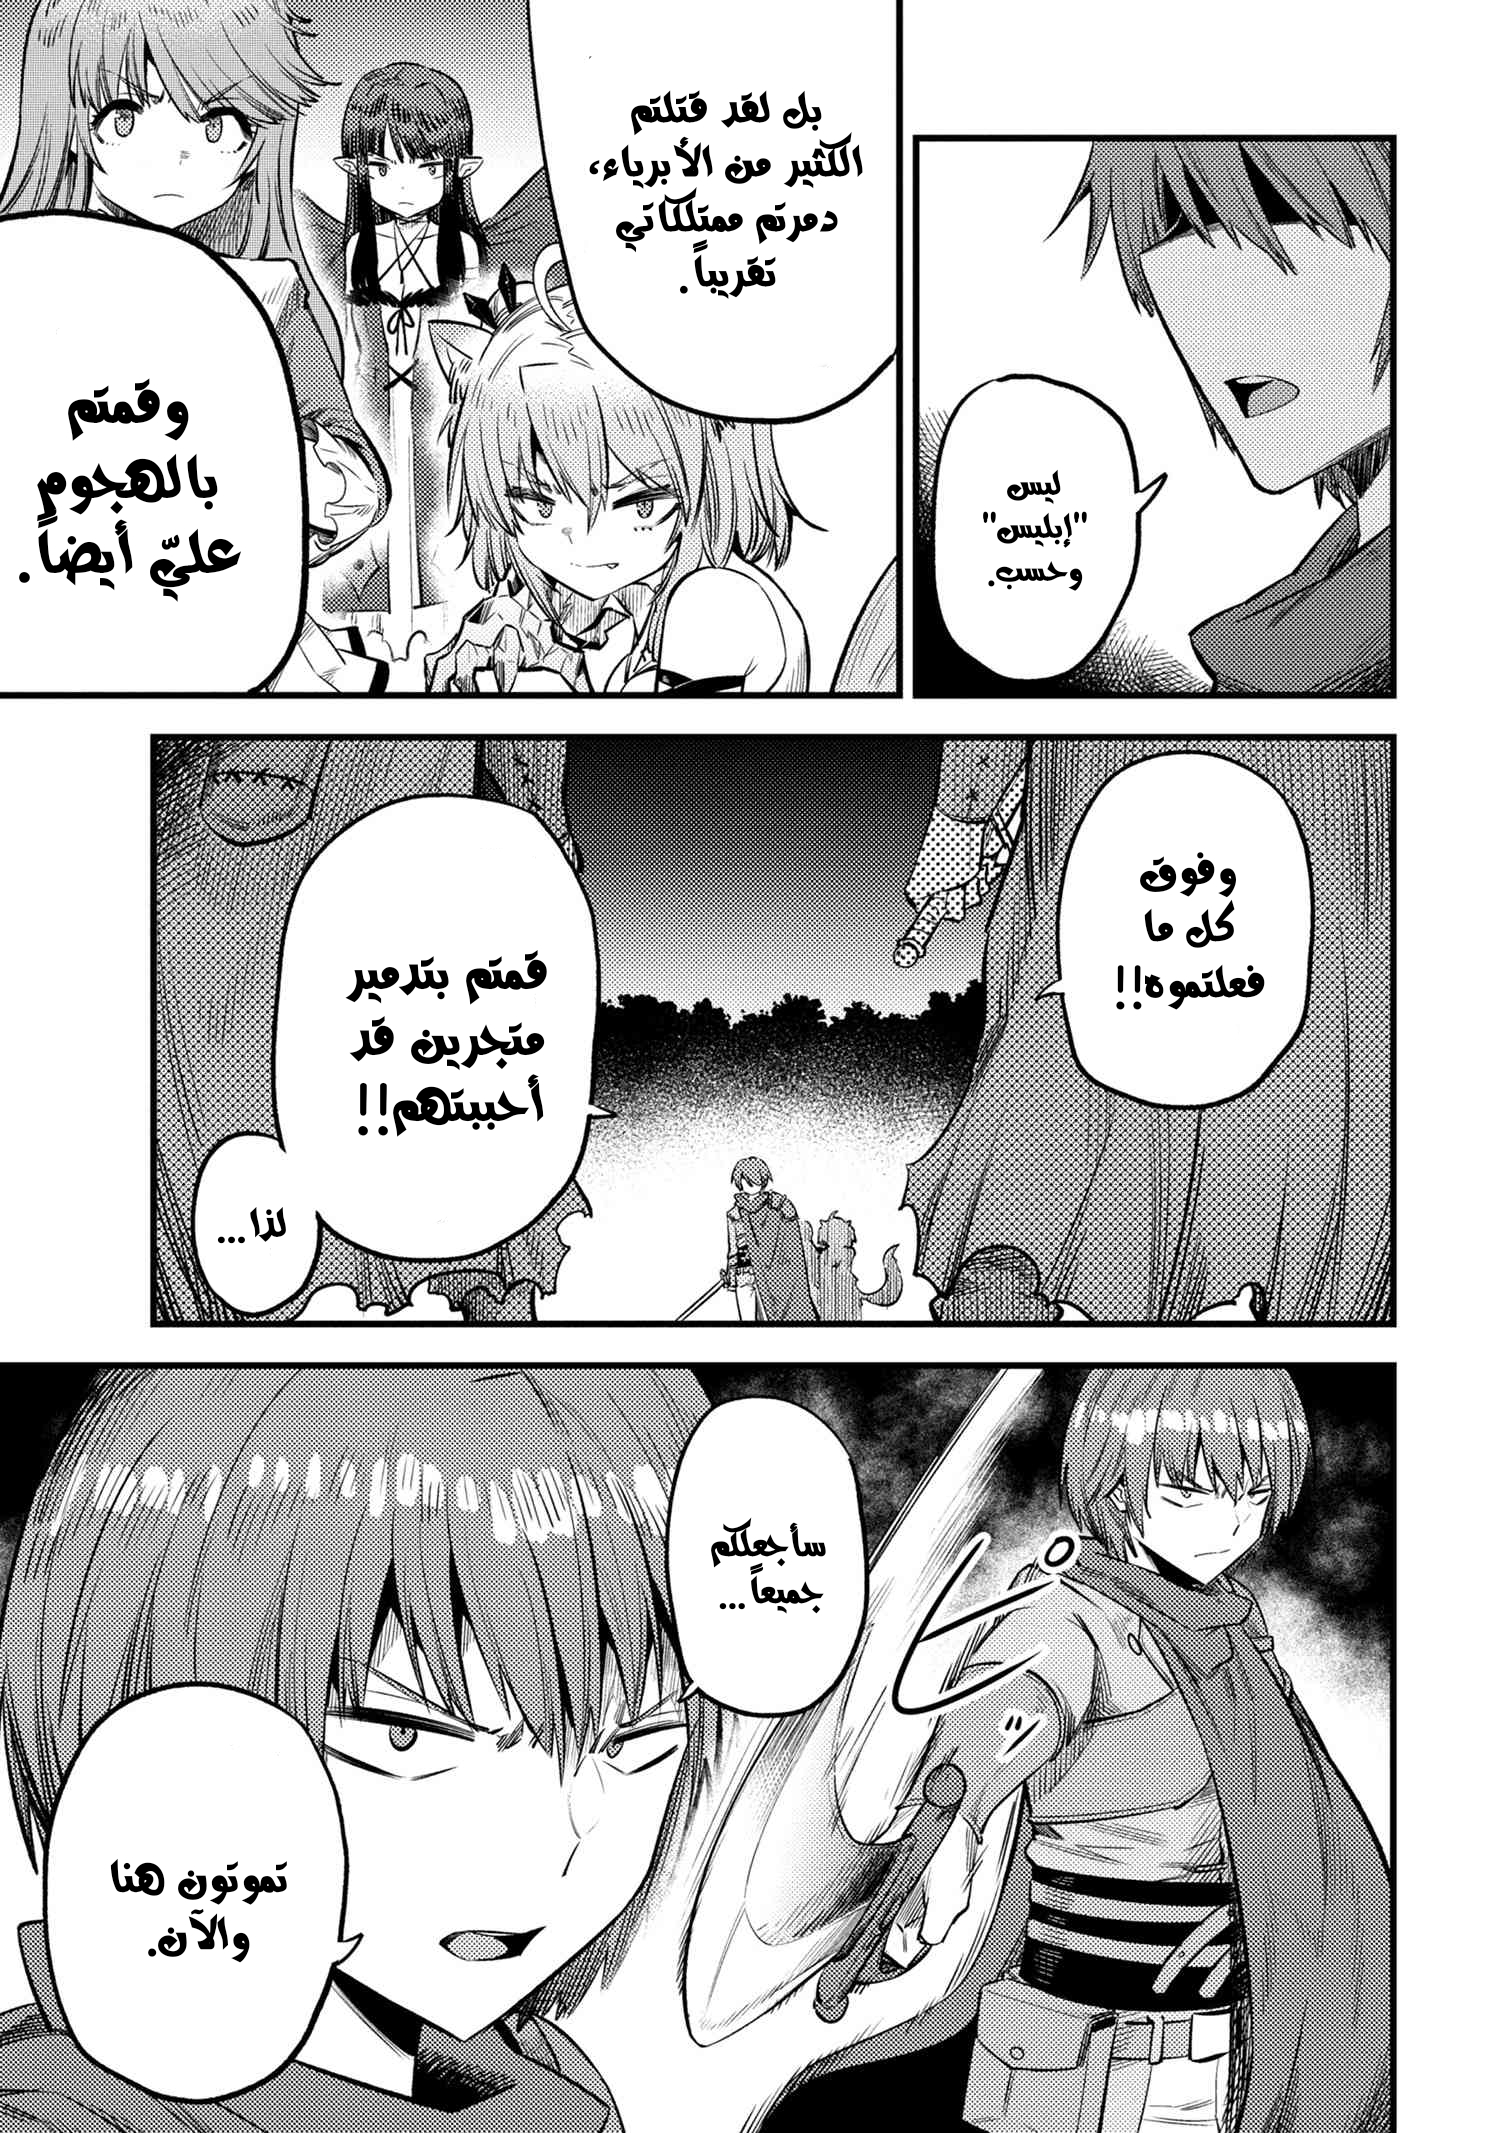 ليس
"إبليس"
وحسب.
بل لقد قتلتم
الكثير من الأبرياء،
دمرتم ممتلكاتي
تقريباً.
وقمتم
بالهجوم
عليّ أيضاً.
وفوق
كل ما
فعلتموه!!
قمتم بتدمير
متجرين قد
أحببتهم!!
لذا ...
سأجعلكم
جميعاً ...
تموتون هنا
والآن.